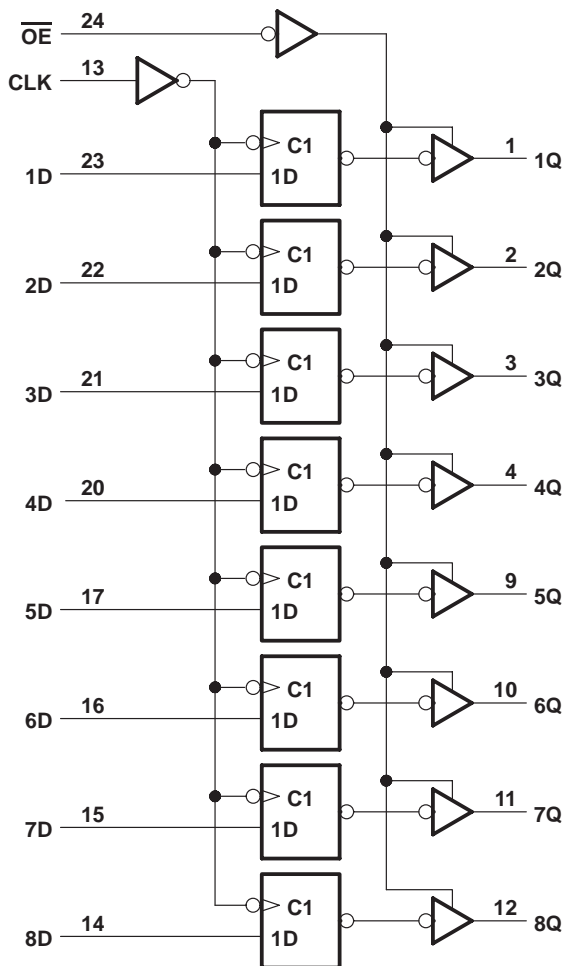 OE 24
CLK 13
C1
1D 23 1D 1 1Q
C1
2D 22 1D 2 2Q
C1
3D 21 1D 3 3Q
C1
4D 20 1D 4 4Q
C1
5D 17 1D 9 5Q
C1
6D 16 1D 10 6Q
C1
7D 15 1D 11 7Q
C1
8D 14 1D 12 8Q